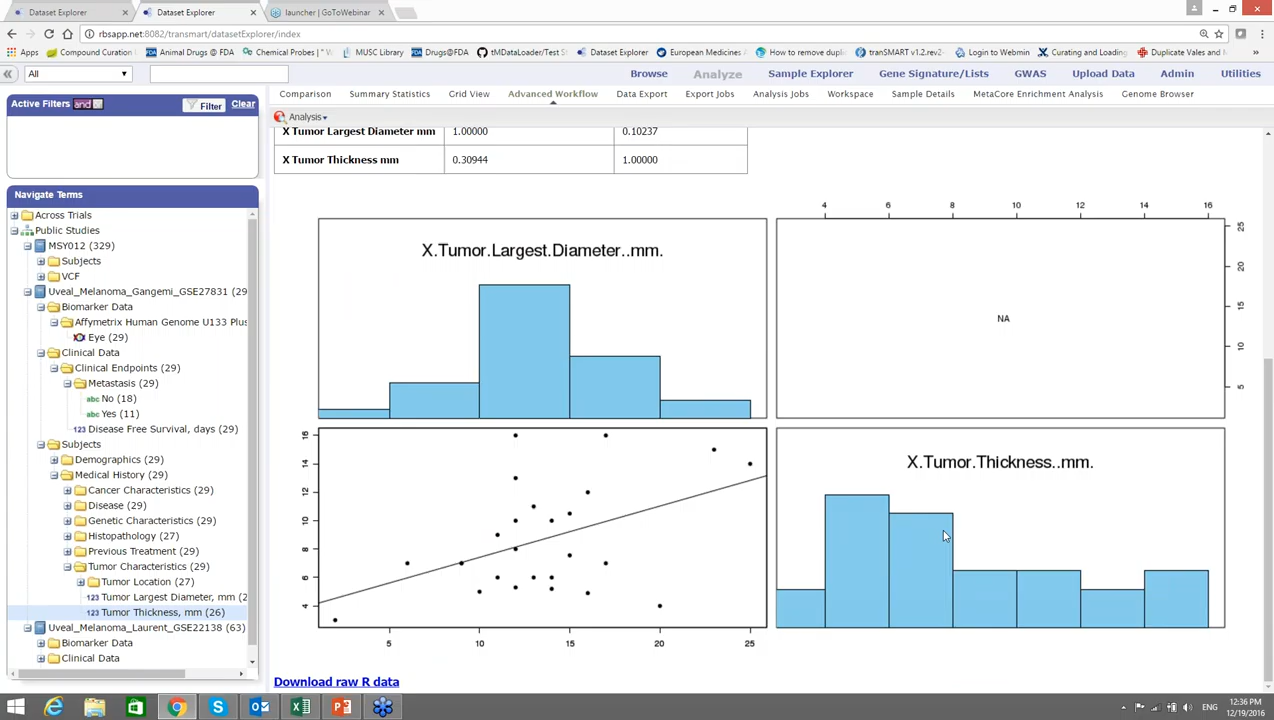 Dataset Explorer
Dataset Explorer
launcher | GoToWebinar
rbsapp.net:8082/transmart/datasetExplorer/index
Apps
Compound Curation
Animal Drugs @ FDA
Chemical Probes | "
MUSC Library
Drugs@FDA
tMDataLoader/Test S
Dataset Explorer
European Medicines A
How to remove duplic
tranSMART v1.2.rev2-
Login to Webmin
Curating and Loading
Duplicate Vales and M
All
Browse
Analyze
Sample Explorer
Gene Signature/Lists
GWAS
Upload Data
Admin
Utilities
Active Filters and
Filter
Clear
Comparison
Summary Statistics
Grid View
Advanced Workflow
Data Export
Export Jobs
Analysis Jobs
Workspace
Sample Details
MetaCore Enrichment Analysis
Genome Browser
Analysis
X Tumor Largest Diameter mm 1.00000 0.10237
X Tumor Thickness mm 0.30944 1.00000
Navigate Terms
Across Trials
Public Studies
MSY012 (329)
Subjects
VCF
Uveal_Melanoma_Gangemi_GSE27831 (29
Biomarker Data
Affymetrix Human Genome U133 Plus
Eye (29)
Clinical Data
Clinical Endpoints (29)
Metastasis (29)
abc No (18)
abc Yes (11)
123 Disease Free Survival, days (29)
Subjects
Demographics (29)
Medical History (29)
Cancer Characteristics (29)
Disease (29)
Genetic Characteristics (29)
Histopathology (27)
Previous Treatment (29)
Tumor Characteristics (29)
Tumor Location (27)
123 Tumor Largest Diameter, mm (2
123 Tumor Thickness, mm (26)
Uveal_Melanoma_Laurent_GSE22138 (63)
Biomarker Data
Clinical Data
X.Tumor.Largest.Diameter..mm.
4 6 8 10 12 14 16
25
20
15
10
5
NA
16
14
12
10
8
6
4
5 10 15 20 25
X.Tumor.Thickness..mm.
Download raw R data
ENG
12:36 PM
12/19/2016